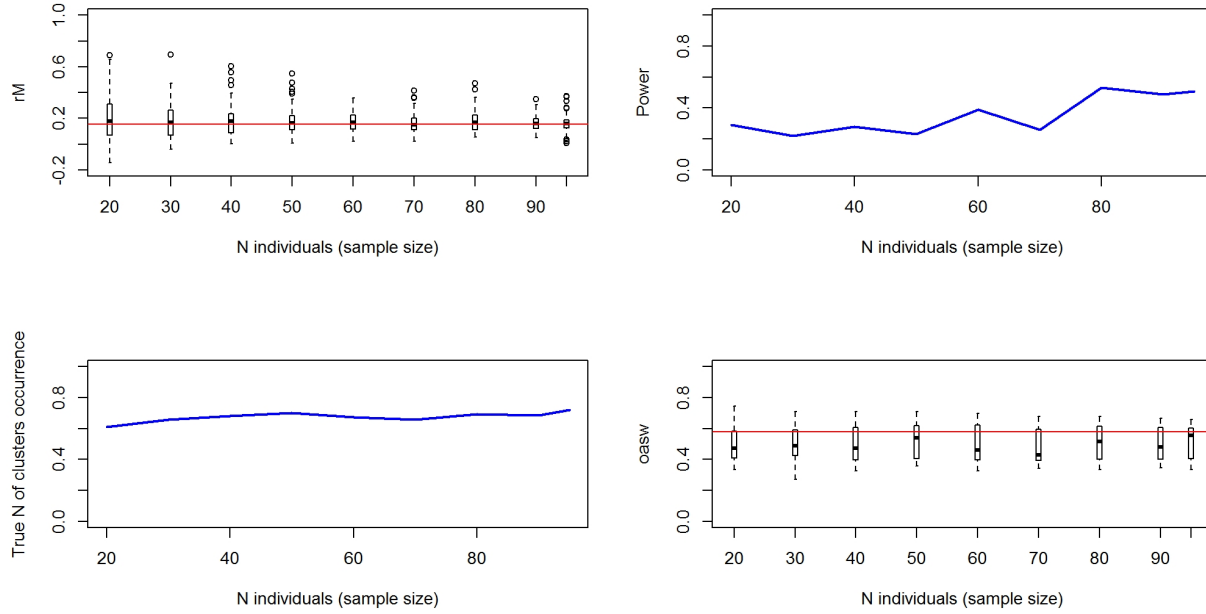 rM
1.0
0.6
0.2
-0.2
20 30 40 50 60 70 80 90
N individuals (sample size)
Power
0.8
0.4
0.0
20 40 60 80
N individuals (sample size)
True N of clusters occurrence
0.8
0.4
0.0
20 40 60 80
N individuals (sample size)
oasw
0.8
0.4
0.0
20 30 40 50 60 70 80 90
N individuals (sample size)